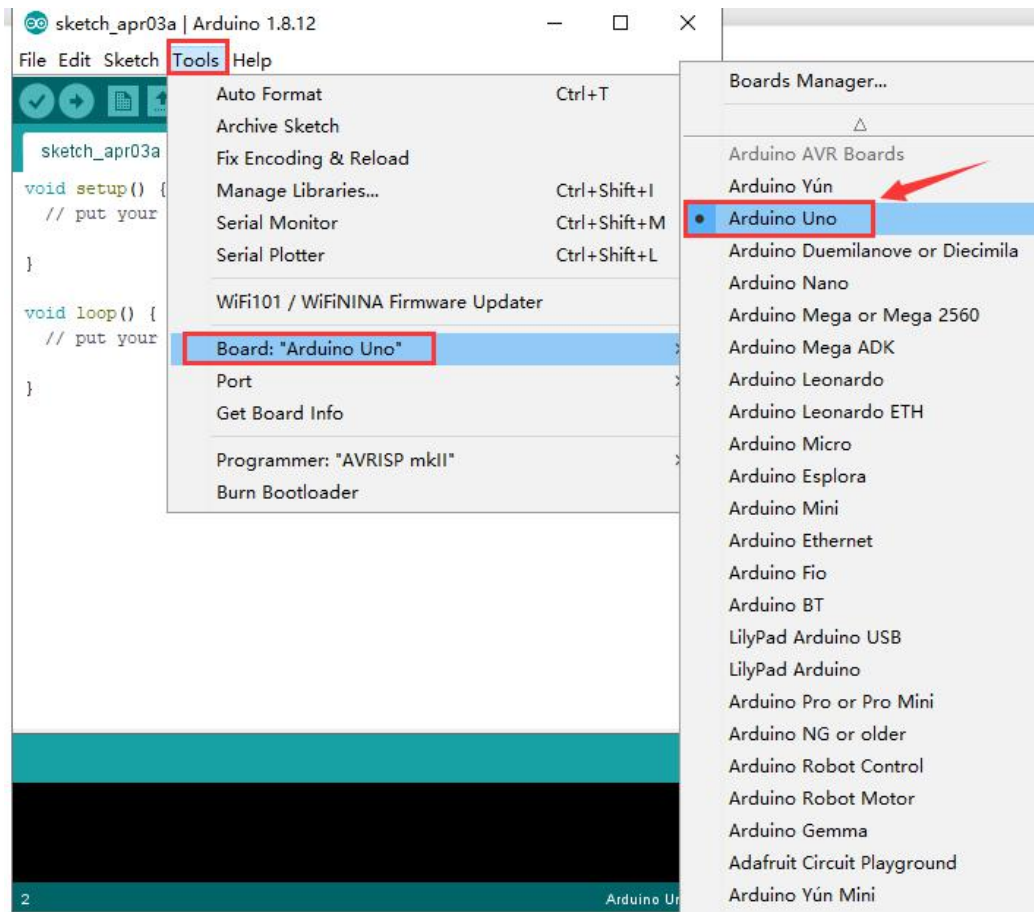 sketch_apr03a | Arduino 1.8.12
File Edit Sketch Tools Help
sketch_apr03a
void setup() {
// put your
}
void loop() {
// put your
}
Auto Format Ctrl+T
Archive Sketch
Fix Encoding & Reload
Manage Libraries... Ctrl+Shift+I
Serial Monitor Ctrl+Shift+M
Serial Plotter Ctrl+Shift+L
WiFi101 / WiFiNINA Firmware Updater
Board: "Arduino Uno"
Port
Get Board Info
Programmer: "AVRISP mkII"
Burn Bootloader
Boards Manager...
Arduino AVR Boards
Arduino Yún
Arduino Uno
Arduino Duemilanove or Diecimila
Arduino Nano
Arduino Mega or Mega 2560
Arduino Mega ADK
Arduino Leonardo
Arduino Leonardo ETH
Arduino Micro
Arduino Esplora
Arduino Mini
Arduino Ethernet
Arduino Fio
Arduino BT
LilyPad Arduino USB
LilyPad Arduino
Arduino Pro or Pro Mini
Arduino NG or older
Arduino Robot Control
Arduino Robot Motor
Arduino Gemma
Adafruit Circuit Playground
Arduino Yún Mini
2 Arduino